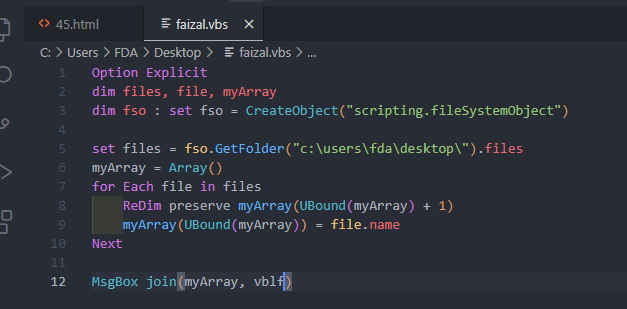 45.html
faizal.vbs
C: > Users > FDA > Desktop > faizal.vbs > ...
1 Option Explicit
2 dim files, file, myArray
3 dim fso : set fso = CreateObject("scripting.fileSystemObject")
4
5 set files = fso.GetFolder("c:\users\fda\desktop\").files
6 myArray = Array()
7 for Each file in files
8 ReDim preserve myArray(UBound(myArray) + 1)
9 myArray(UBound(myArray)) = file.name
10 Next
11
12 MsgBox join(myArray, vblf)